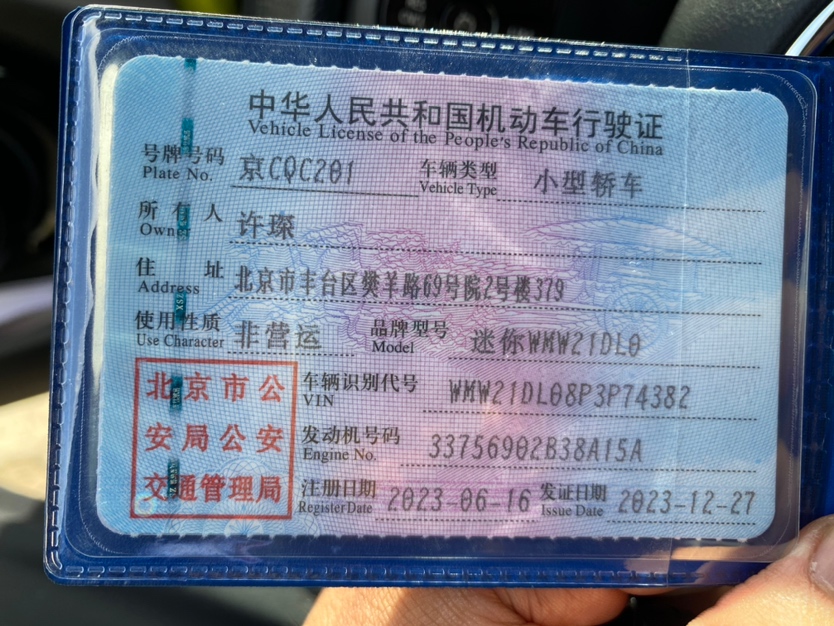 中华人民共和国机动车行驶证
Vehicle License of the People's Republic of China
号牌号码 京CQC201 车辆类型 小型轿车
Plate No. Vehicle Type
所有人 许琛
Owner
住址 北京市丰台区樊羊路69号院2号楼379
Address
使用性质 非营运 品牌型号 迷你WMW21DL0
Use Character Model
北京市公安局公安交通管理局
车辆识别代号 WMW21DL08P3P74382
VIN
发动机号码 33756902B38A15A
Engine No.
注册日期 2023-06-16 发证日期 2023-12-27
Register Date Issue Date